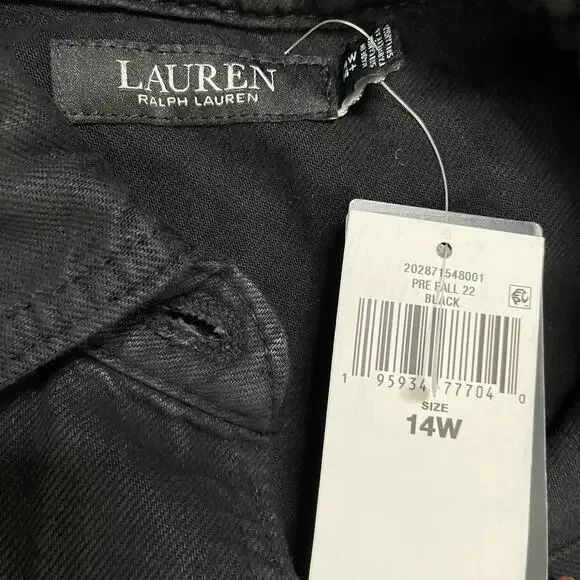 LAUREN
RALPH LAUREN
202871548001
PRE FALL 22
BLACK
1 95934 77704 0
SIZE
14W